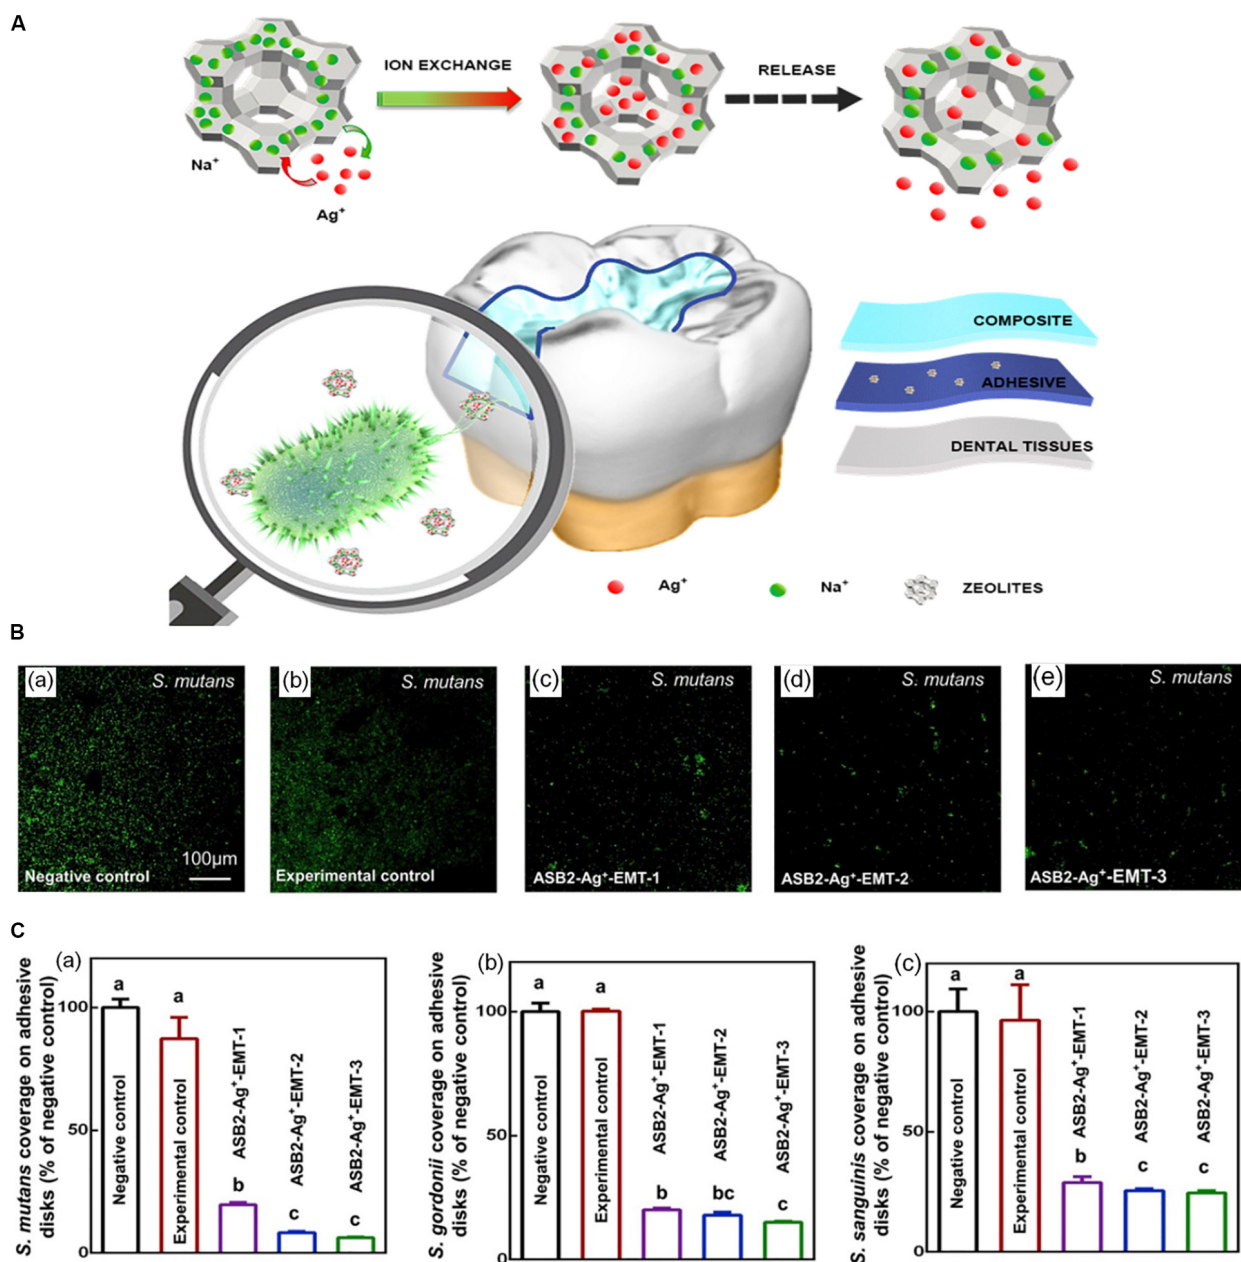 A
ION EXCHANGE
RELEASE
Na⁺
Ag⁺
COMPOSITE
ADHESIVE
DENTAL TISSUES
Ag⁺
Na⁺
ZEOLITES
B
(a)
S. mutans
100μm
Negative control
(b)
S. mutans
Experimental control
(c)
S. mutans
ASB2-Ag⁺-EMT-1
(d)
S. mutans
ASB2-Ag⁺-EMT-2
(e)
S. mutans
ASB2-Ag⁺-EMT-3
C
(a)
S. mutans coverage on adhesive
disks (% of negative control)
100
50
0
a
a
b
c
c
Negative control
Experimental control
ASB2-Ag⁺-EMT-1
ASB2-Ag⁺-EMT-2
ASB2-Ag⁺-EMT-3
(b)
S. gordonii coverage on adhesive
disks (% of negative control)
100
50
0
a
a
b
bc
c
Negative control
Experimental control
ASB2-Ag⁺-EMT-1
ASB2-Ag⁺-EMT-2
ASB2-Ag⁺-EMT-3
(c)
S. sanguinis coverage on adhesive
disks (% of negative control)
100
50
0
a
a
b
c
c
Negative control
Experimental control
ASB2-Ag⁺-EMT-1
ASB2-Ag⁺-EMT-2
ASB2-Ag⁺-EMT-3